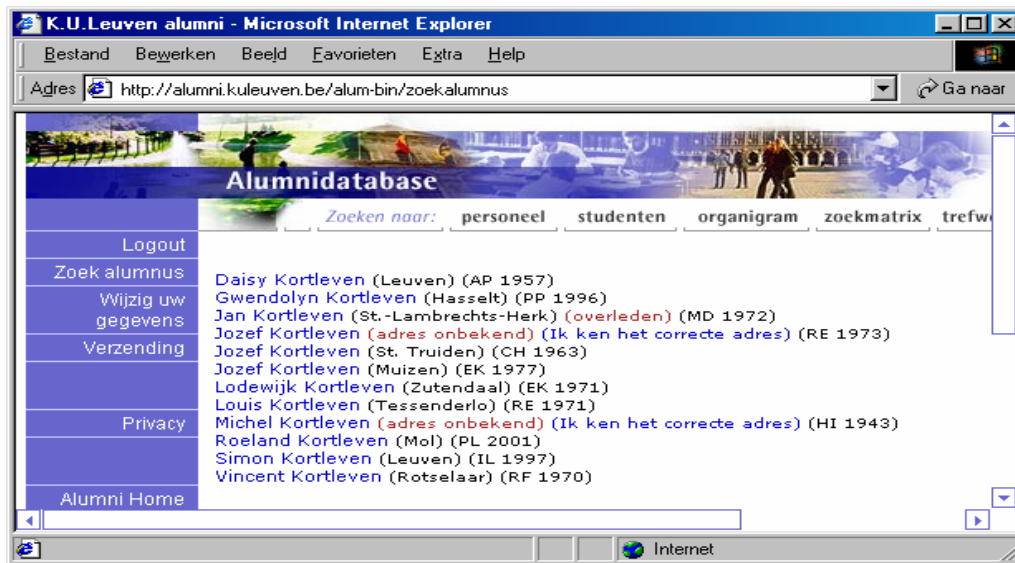 K.U.Leuven alumni - Microsoft Internet Explorer
Bestand Bewerken Beeld Favorieten Extra Help
Adres http://alumni.kuleuven.be/alum-bin/zoekalumnus Ga naar
Alumnidatabase
Zoeken naar: personeel studenten organigram zoekmatrix trefw
Logout
Zoek alumnus
Wijzig uw
gegevens
Verzending
Privacy
Alumni Home
Daisy Kortleven (Leuven) (AP 1957)
Gwendolyn Kortleven (Hasselt) (PP 1996)
Jan Kortleven (St.-Lambrechts-Herk) (overleden) (MD 1972)
Jozef Kortleven (adres onbekend) (Ik ken het correcte adres) (RE 1973)
Jozef Kortleven (St. Truiden) (CH 1963)
Jozef Kortleven (Muizen) (EK 1977)
Lodewijk Kortleven (Zutendaal) (EK 1971)
Louis Kortleven (Tessenderlo) (RE 1971)
Michel Kortleven (adres onbekend) (Ik ken het correcte adres) (HI 1943)
Roeland Kortleven (Mol) (PL 2001)
Simon Kortleven (Leuven) (IL 1997)
Vincent Kortleven (Rotselaar) (RF 1970)
Internet